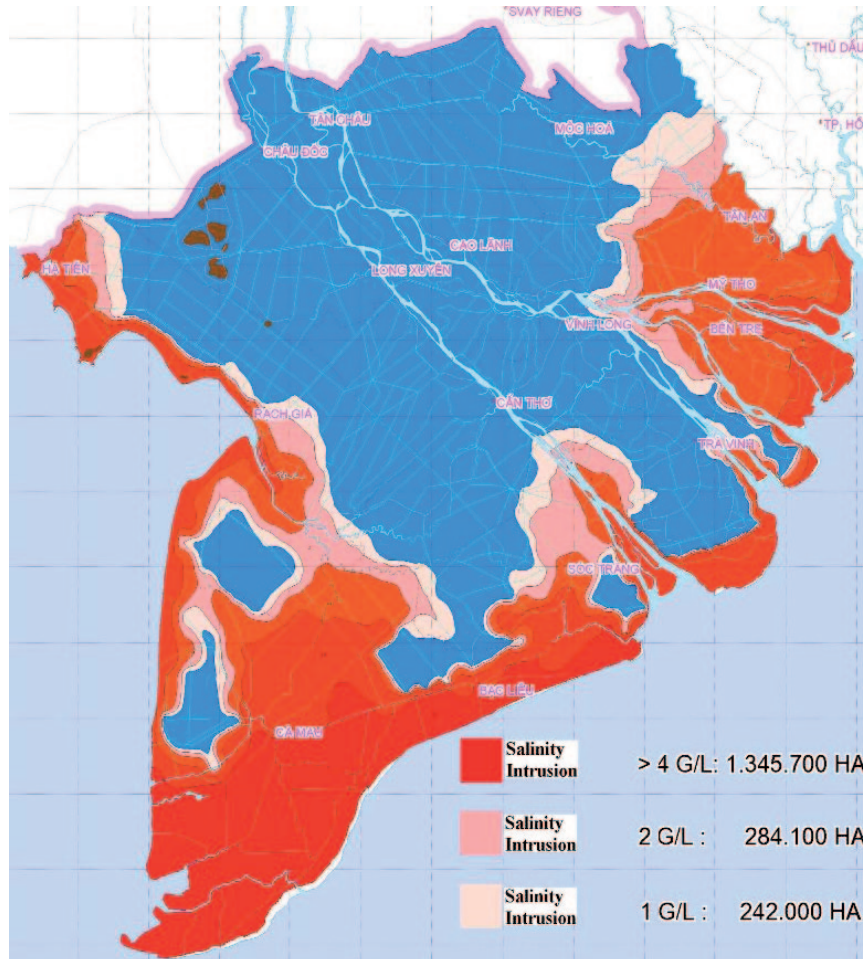 SVAY RIENG
THỦ DẦU
TP. HỒ
TÂN CHÂU
MỘC HOÁ
CHÂU ĐỐC
TÂN AN
CAO LÃNH
HÀ TIÊN
LONG XUYÊN
MỸ THO
VĨNH LONG
BẾN TRE
CẦN THƠ
RẠCH GIÁ
TRÀ VINH
SÓC TRĂNG
BẠC LIÊU
CÀ MAU
Salinity
Intrusion > 4 G/L: 1.345.700 HA
Salinity
Intrusion 2 G/L : 284.100 HA
Salinity
Intrusion 1 G/L : 242.000 HA